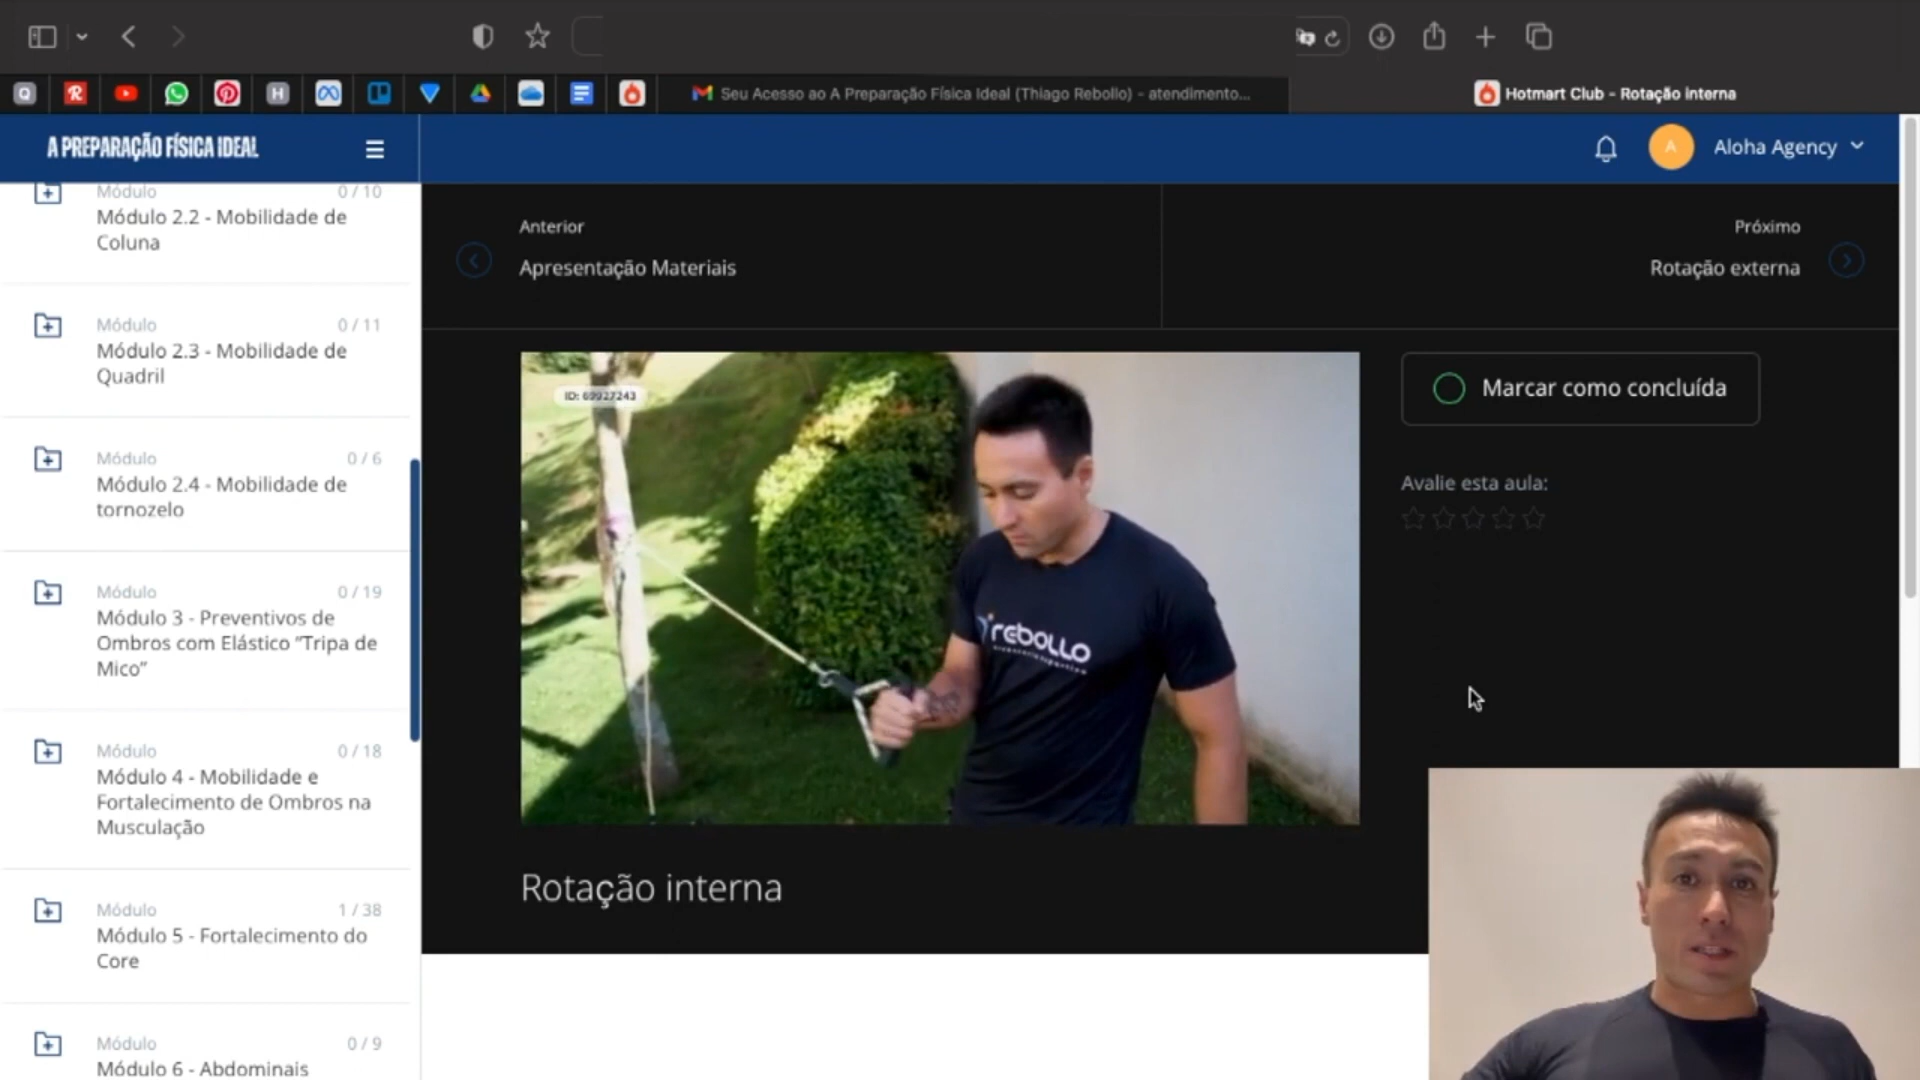 Seu Acesso ao A Preparação Física Ideal (Thiago Rebollo) - atendimento...
Hotmart Club - Rotação interna
A PREPARAÇÃO FÍSICA IDEAL
A
Aloha Agency
Módulo 0 / 10
Módulo 2.2 - Mobilidade de
Coluna
Módulo 0 / 11
Módulo 2.3 - Mobilidade de
Quadril
Módulo 0 / 6
Módulo 2.4 - Mobilidade de
tornozelo
Módulo 0 / 19
Módulo 3 - Preventivos de
Ombros com Elástico “Tripa de
Mico”
Módulo 0 / 18
Módulo 4 - Mobilidade e
Fortalecimento de Ombros na
Musculação
Módulo 1 / 38
Módulo 5 - Fortalecimento do
Core
Módulo 0 / 9
Módulo 6 - Abdominais
Anterior
Apresentação Materiais
Próximo
Rotação externa
ID: 69927243
rebollo
Marcar como concluída
Avalie esta aula:
Rotação interna